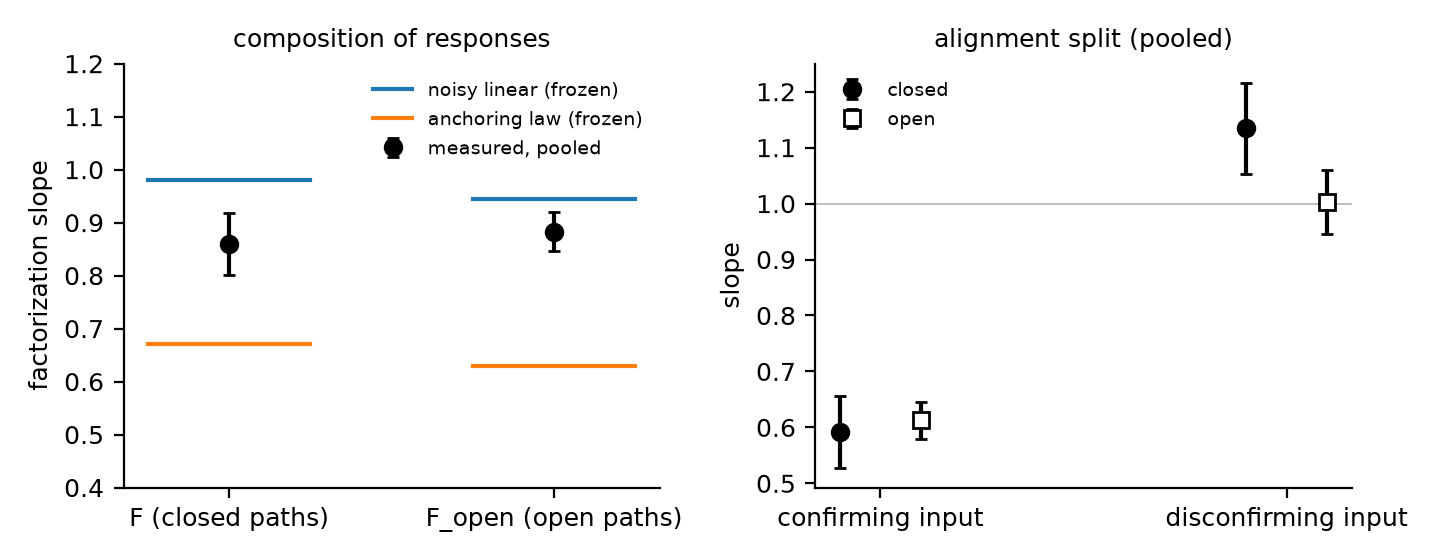 composition of responses
factorization slope
1.2
1.1
1.0
0.9
0.8
0.7
0.6
0.5
0.4
noisy linear (frozen)
anchoring law (frozen)
measured, pooled
F (closed paths)
F_open (open paths)
alignment split (pooled)
slope
1.2
1.1
1.0
0.9
0.8
0.7
0.6
0.5
closed
open
confirming input
disconfirming input